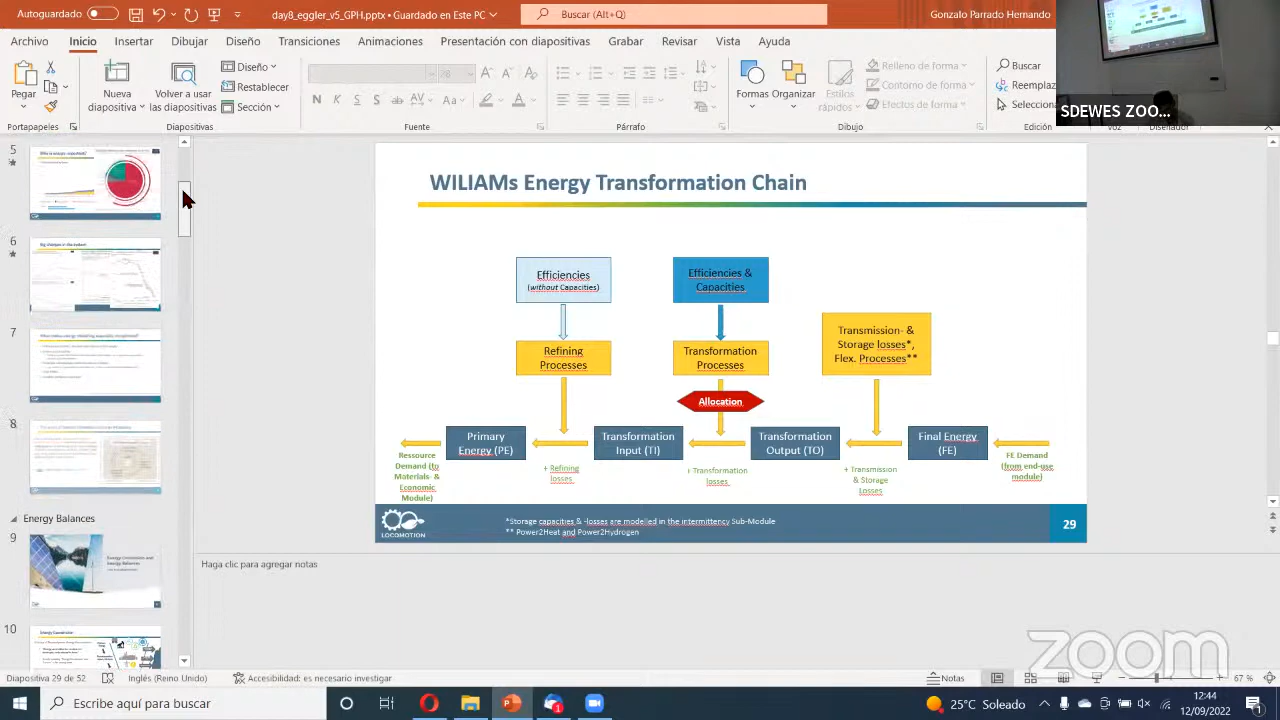 Autoguardado
day8_egge
CPH1.pptx • Guardado en Este PC
Buscar (Alt+Q)
Gonzalo Parrado Hernando
Archivo
Inicio
Insertar
Dibujar
Diseño
Transiciones
Animaciones
Presentación con diapositivas
Grabar
Revisar
Vista
Ayuda
Pegar
Nueva
diapositiva
Volver a usar
las diapositivas
Diseño
Restablecer
Sección
Formas
Organizar
Estilos
rápidos
Relleno de forma
Contorno de forma
Efectos de forma
Buscar
Reemplaz
Selecciona
Portapapeles
Diapositivas
Fuente
Párrafo
Dibujo
Edición
Voz
Diseñador
SDEWES ZOO...
6
Energy Balances
10
WILIAMs Energy Transformation Chain
Efficiencies
(without Capacities)
Efficiencies &
Capacities
Refining
Processes
Transformation
Processes
Transmission- &
Storage losses*
Flex. Processes**
Allocation
Primary
Energy (PE)
Transformation
Input (TI)
Transformation
Output (TO)
Final Energy
(FE)
Ressource
Demand (to
Materials- &
Economic
Module)
+ Refining
losses
+ Transformation
losses
+ Transmission
& Storage
Losses
FE Demand
(from end-use
module)
LOCOMOTION
*Storage capacities & -losses are modelled in the intermittency Sub-Module
** Power2Heat and Power2Hydrogen
29
Haga clic para agregar notas
zoom
Diapositiva 29 de 52
Inglés (Reino Unido)
Accesibilidad: es necesario investigar
Notas
67 %
Escribe aquí para buscar
25°C Soleado
12:44
12/09/2022